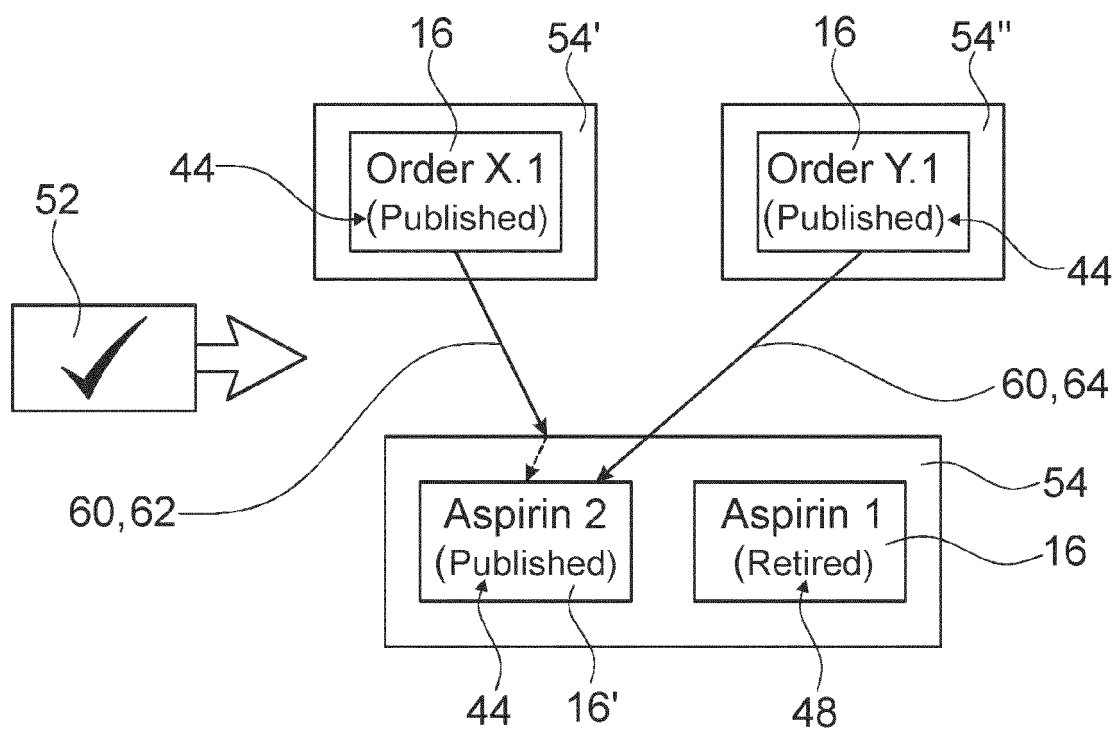 16
54'
16
54"
Order X.1
(Published)
Order Y.1
(Published)
44
52
44
60,64
60,62
54
Aspirin 2
(Published)
Aspirin 1
(Retired)
16
44
16'
48